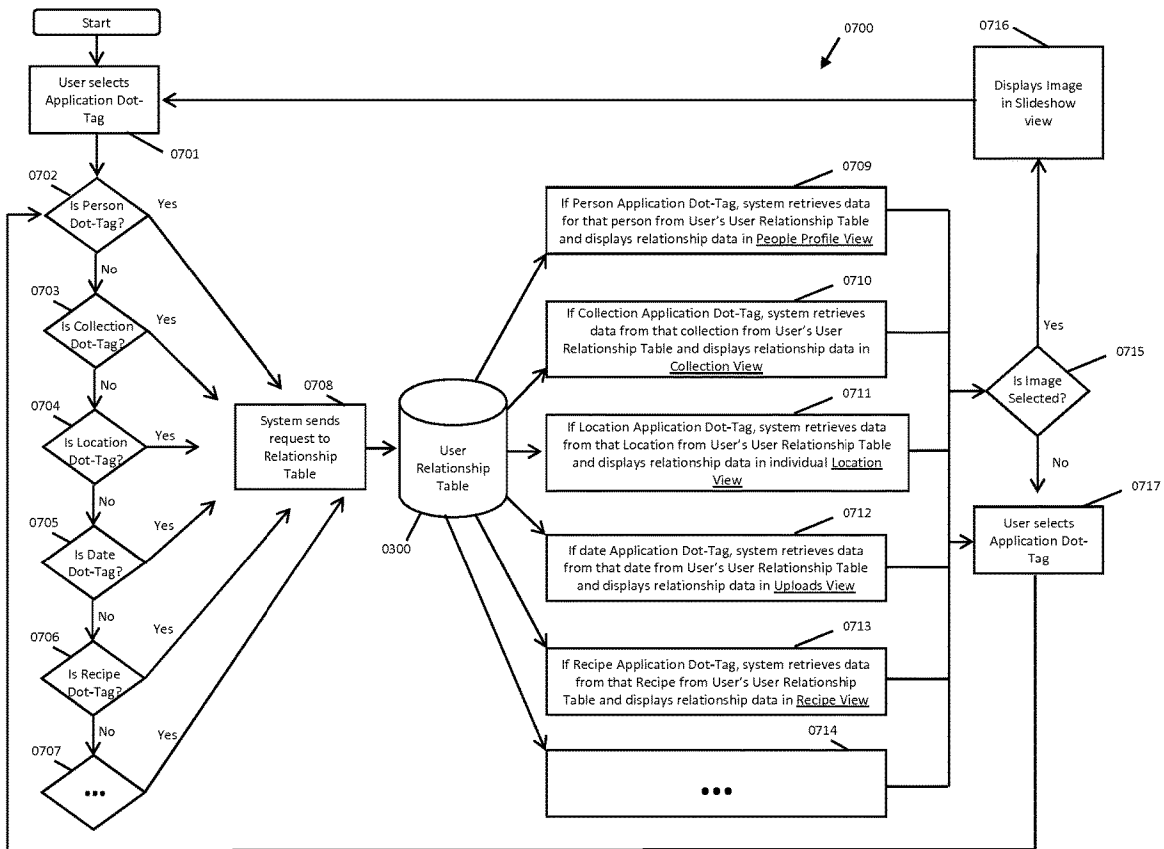 Start
0700
0716
User selects
Application Dot-
Tag
0701
Displays Image
in Slideshow
view
0702
Is Person
Dot-Tag?
Yes
No
0703
Is Collection
Dot-Tag?
Yes
No
0704
Is Location
Dot-Tag?
Yes
No
0705
Is Date
Dot-Tag?
Yes
No
0706
Is Recipe
Dot-Tag?
Yes
No
0707
...
Yes
0708
System sends
request to
Relationship
Table
User
Relationship
Table
0300
0709
If Person Application Dot-Tag, system retrieves data
for that person from User's User Relationship Table
and displays relationship data in People Profile View
0710
If Collection Application Dot-Tag, system retrieves
data from that collection from User's User
Relationship Table and displays relationship data in
Collection View
0711
If Location Application Dot-Tag, system retrieves data
from that Location from User's User Relationship Table
and displays relationship data in individual Location
View
0712
If date Application Dot-Tag, system retrieves data
from that date from User's User Relationship Table
and displays relationship data in Uploads View
0713
If Recipe Application Dot-Tag, system retrieves data
from that Recipe from User's User Relationship
Table and displays relationship data in Recipe View
0714
...
Yes
0715
Is Image
Selected?
No
0717
User selects
Application Dot-
Tag